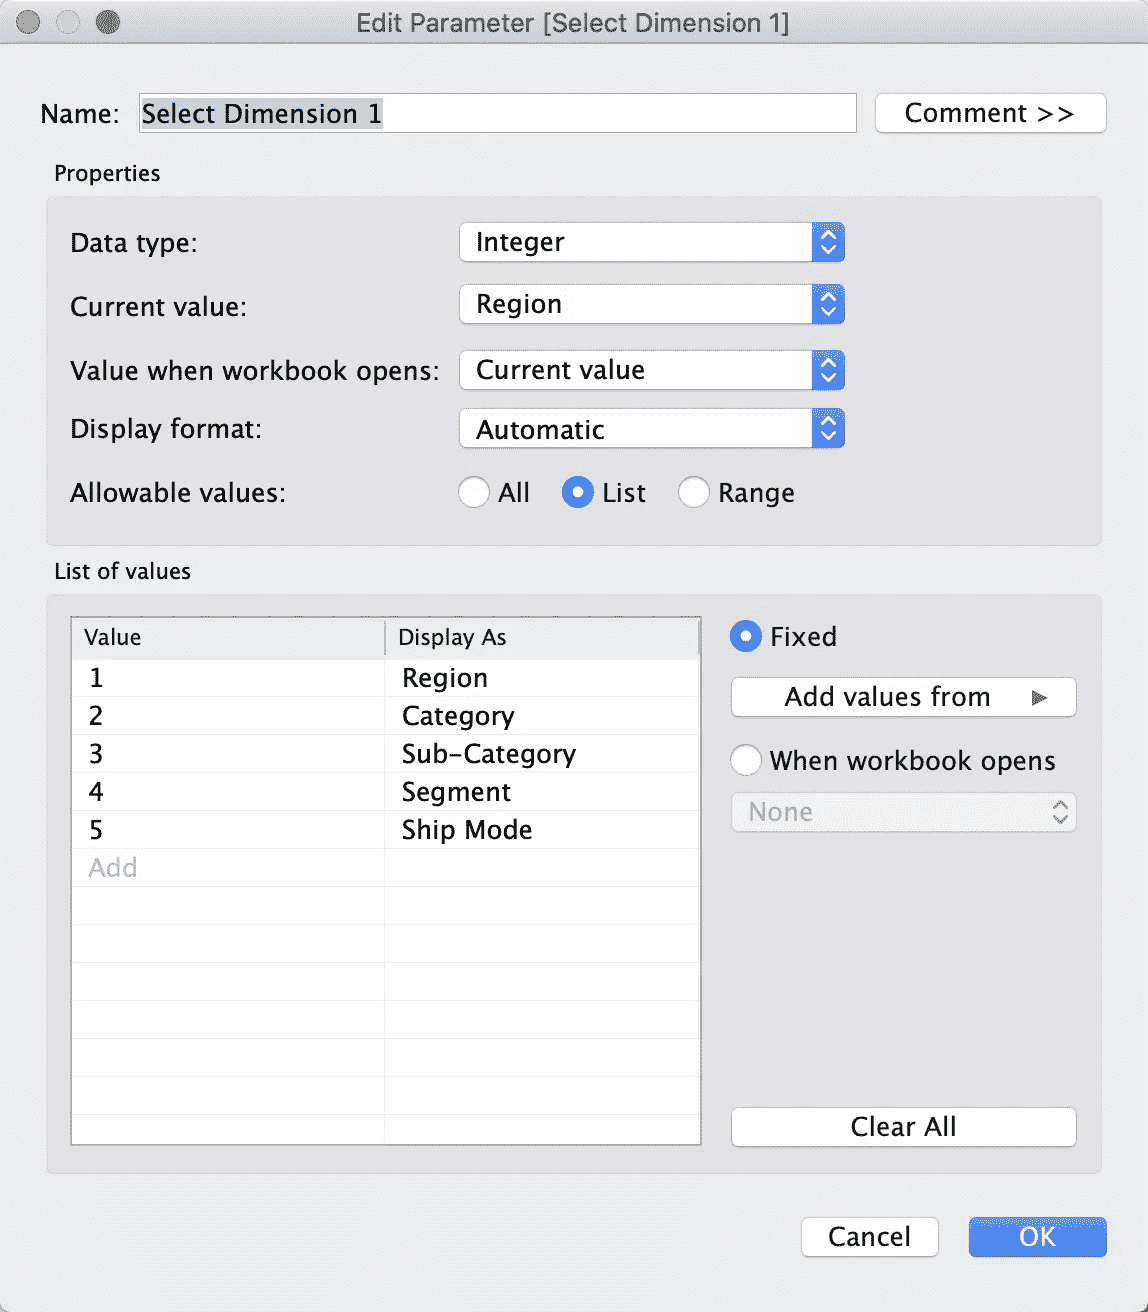 Edit Parameter [Select Dimension 1]
Name: Select Dimension 1 Comment >>
Properties
Data type: Integer
Current value: Region
Value when workbook opens: Current value
Display format: Automatic
Allowable values: All List Range
List of values
Value Display As
1 Region
2 Category
3 Sub-Category
4 Segment
5 Ship Mode
Add
Fixed
Add values from
When workbook opens
None
Clear All
Cancel OK